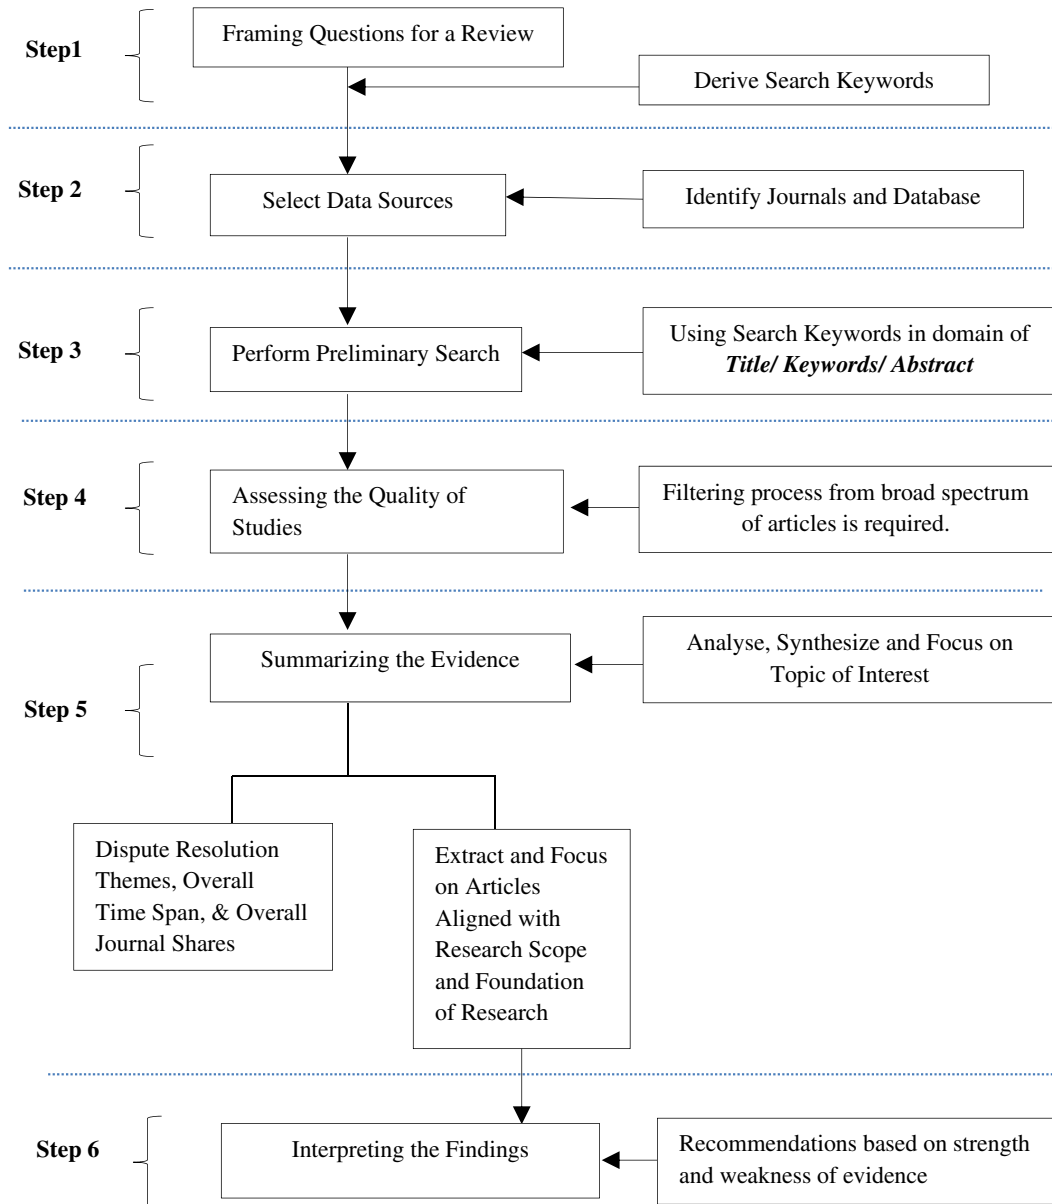 Step1
Framing Questions for a Review
Derive Search Keywords
Step 2
Select Data Sources
Identify Journals and Database
Step 3
Perform Preliminary Search
Using Search Keywords in domain of
Title/ Keywords/ Abstract
Step 4
Assessing the Quality of
Studies
Filtering process from broad spectrum
of articles is required.
Step 5
Summarizing the Evidence
Analyse, Synthesize and Focus on
Topic of Interest
Dispute Resolution
Themes, Overall
Time Span, & Overall
Journal Shares
Extract and Focus
on Articles
Aligned with
Research Scope
and Foundation
of Research
Step 6
Interpreting the Findings
Recommendations based on strength
and weakness of evidence